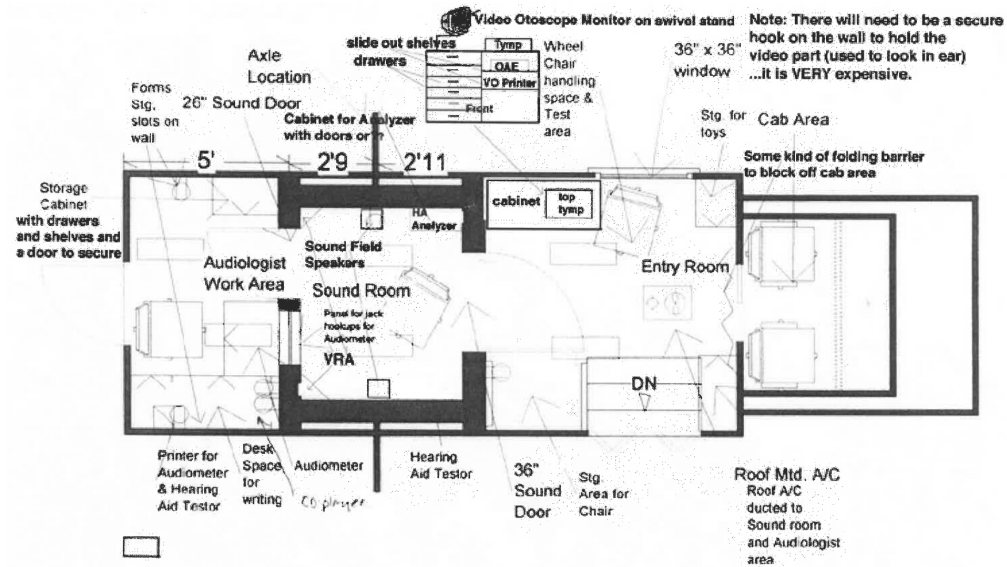 Video Otoscope Monitor on swivel stand
Note: There will need to be a secure
hook on the wall to hold the
video part (used to look in ear)
...it is VERY expensive.
slide out shelves
drawers
Tymp
OAE
VO Printer
Front
Wheel
Chair
handling
space &
Test
area
36" x 36"
window
Axle
Location
Forms
Stg.
slots on
wall
26" Sound Door
Cabinet for Analyzer
with doors or ??
Stg. for
toys
Cab Area
5'
2'9
2'11
Some kind of folding barrier
to block off cab area
Storage
Cabinet
with drawers
and shelves and
a door to secure
cabinet
top
tymp
HA
Analyzer
Sound Field
Speakers
Audiologist
Work Area
Sound Room
Entry Room
Panel for jack
hookups for
Audiometer
VRA
DN
Printer for
Audiometer
& Hearing
Aid Testor
Desk
Space
for
writing
Audiometer
CD player
Hearing
Aid Testor
36"
Sound
Door
Stg.
Area for
Chair
Roof Mtd. A/C
Roof A/C
ducted to
Sound room
and Audiologist
area